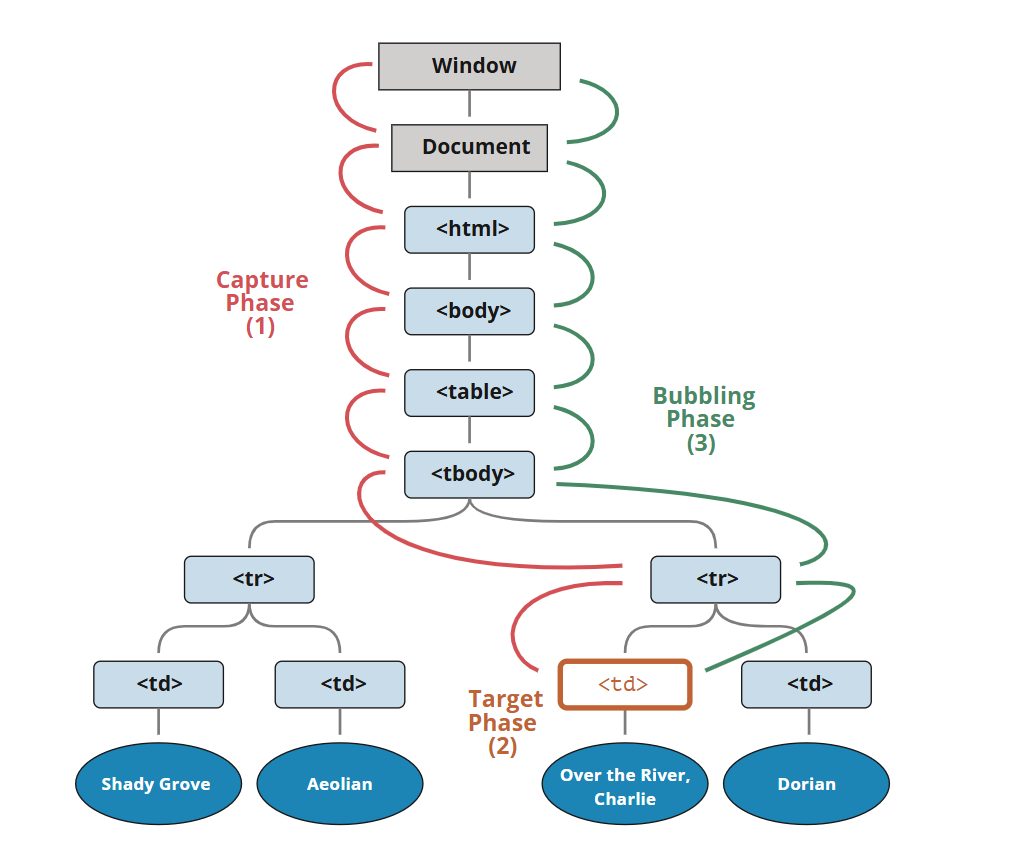 Window
Document
<html>
Capture
Phase
(1)
<body>
<table>
Bubbling
Phase
(3)
<tbody>
<tr>
<tr>
<td>
<td>
<td>
<td>
Target
Phase
(2)
Shady Grove
Aeolian
Over the River,
Charlie
Dorian